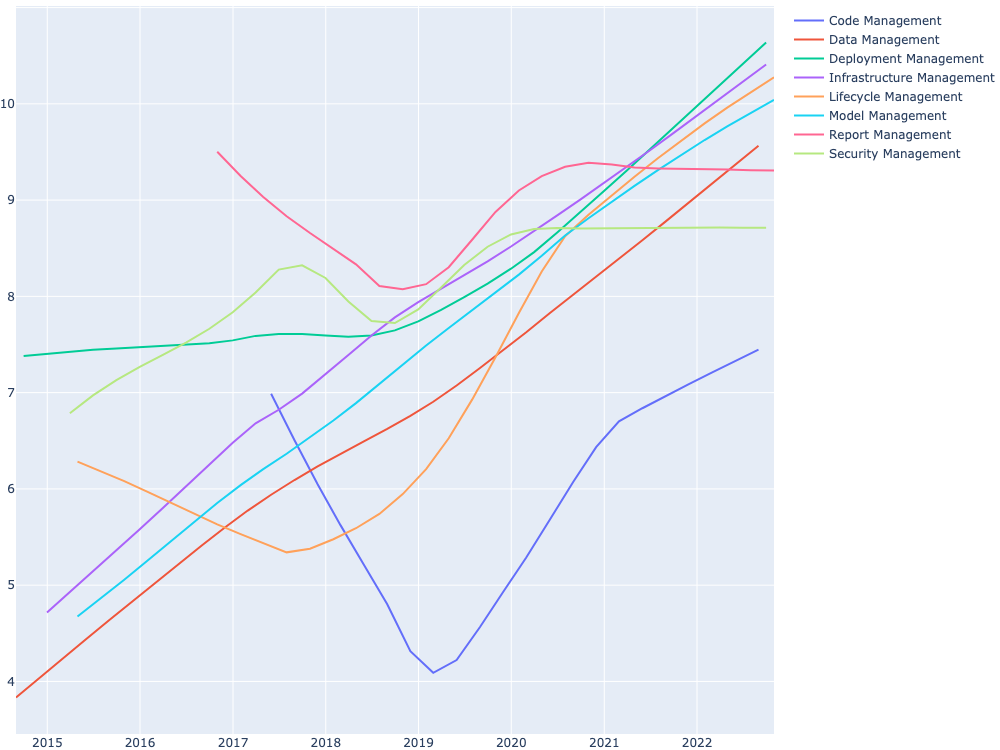 10
9
8
7
6
5
4
2015 2016 2017 2018 2019 2020 2021 2022
Code Management
Data Management
Deployment Management
Infrastructure Management
Lifecycle Management
Model Management
Report Management
Security Management